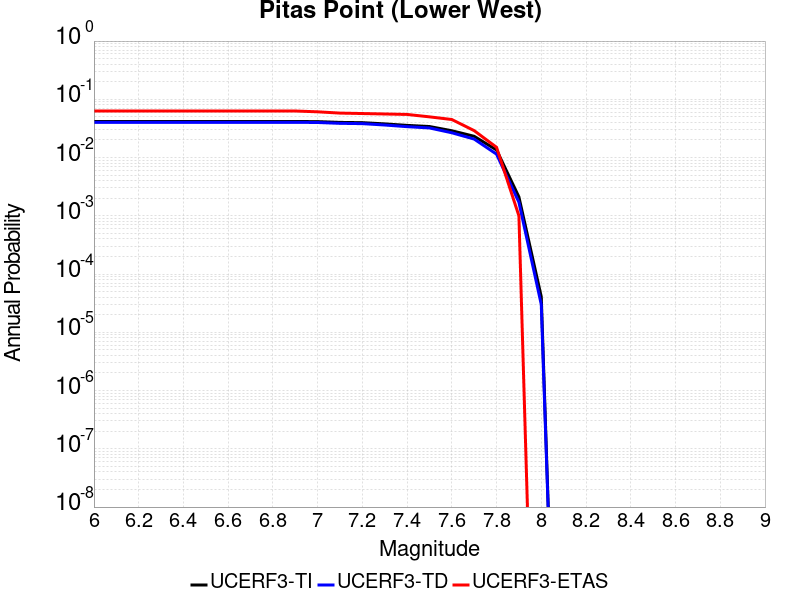 Pitas Point (Lower West)
Annual Probability
10^0
10^-1
10^-2
10^-3
10^-4
10^-5
10^-6
10^-7
10^-8
6 6.2 6.4 6.6 6.8 7 7.2 7.4 7.6 7.8 8 8.2 8.4 8.6 8.8 9
Magnitude
UCERF3-TI UCERF3-TD UCERF3-ETAS